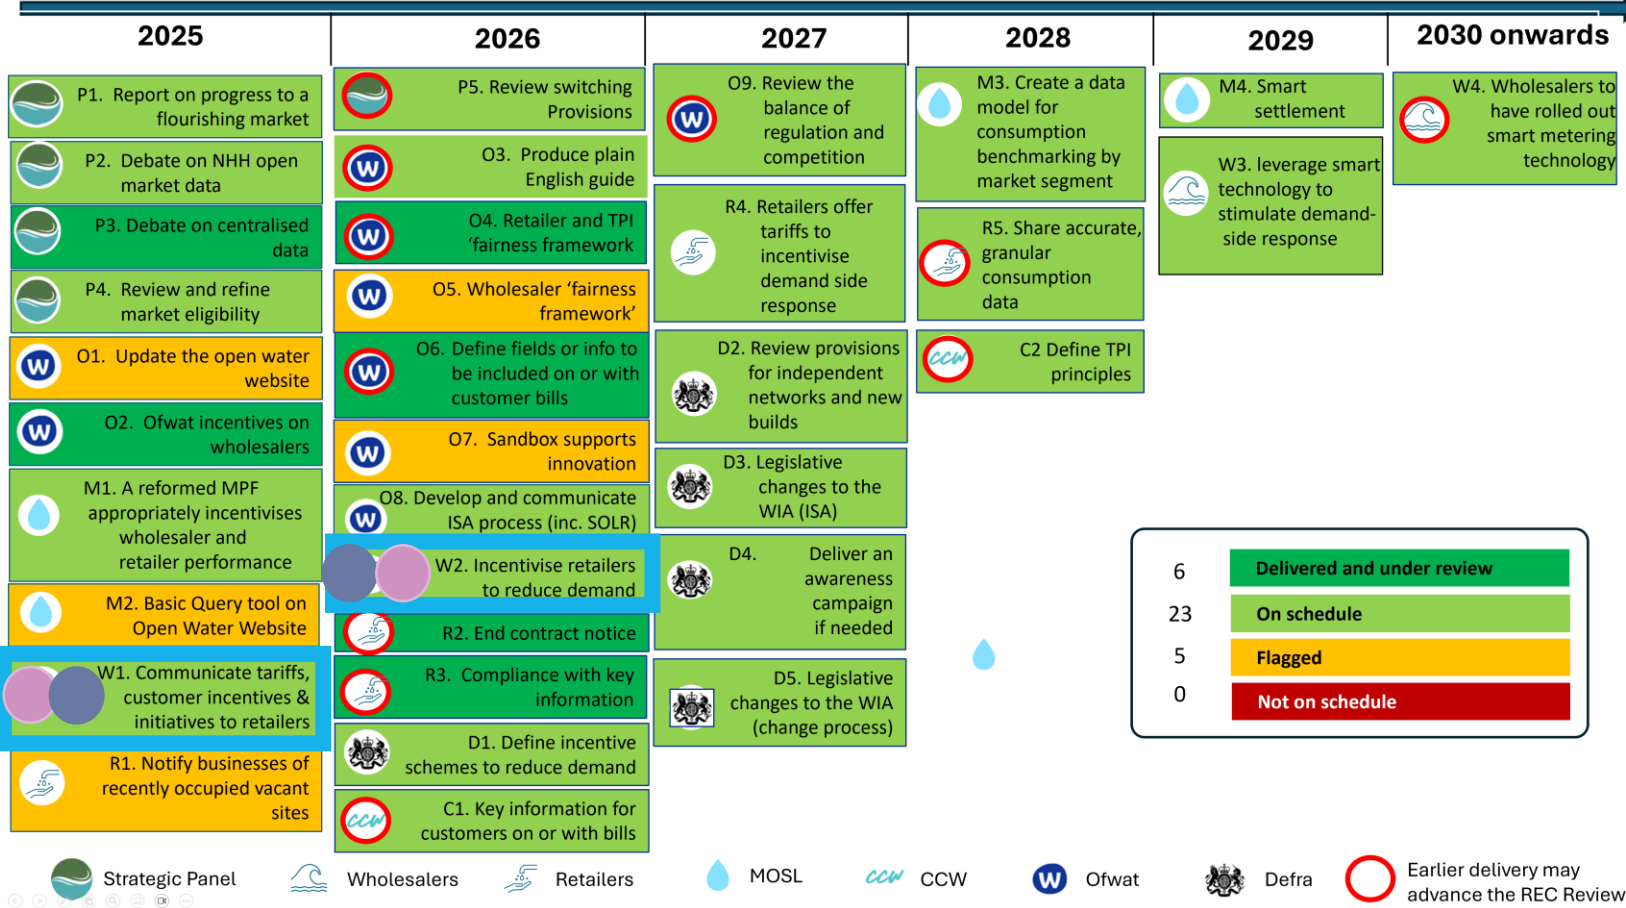 2025
2026
2027
2028
2029
2030 onwards
P1. Report on progress to a
flourishing market
P2. Debate on NHH open
market data
P3. Debate on centralised
data
P4. Review and refine
market eligibility
O1. Update the open water
website
O2. Ofwat incentives on
wholesalers
M1. A reformed MPF
appropriately incentivises
wholesaler and
retailer performance
M2. Basic Query tool on
Open Water Website
W1. Communicate tariffs,
customer incentives &
initiatives to retailers
R1. Notify businesses of
recently occupied vacant
sites
P5. Review switching
Provisions
O3. Produce plain
English guide
O4. Retailer and TPI
‘fairness framework
O5. Wholesaler ‘fairness
framework’
O6. Define fields or info to
be included on or with
customer bills
O7. Sandbox supports
innovation
O8. Develop and communicate
ISA process (inc. SOLR)
W2. Incentivise retailers
to reduce demand
R2. End contract notice
R3. Compliance with key
information
D1. Define incentive
schemes to reduce demand
C1. Key information for
customers on or with bills
O9. Review the
balance of
regulation and
competition
R4. Retailers offer
tariffs to
incentivise
demand side
response
D2. Review provisions
for independent
networks and new
builds
D3. Legislative
changes to the
WIA (ISA)
D4. Deliver an
awareness
campaign
if needed
D5. Legislative
changes to the WIA
(change process)
M3. Create a data
model for
consumption
benchmarking by
market segment
R5. Share accurate,
granular
consumption
data
C2 Define TPI
principles
M4. Smart
settlement
W3. leverage smart
technology to
stimulate demand-
side response
W4. Wholesalers to
have rolled out
smart metering
technology
6 Delivered and under review
23 On schedule
5 Flagged
0 Not on schedule
Strategic Panel
Wholesalers
Retailers
MOSL
ccw CCW
W Ofwat
Defra
Earlier delivery may
advance the REC Review